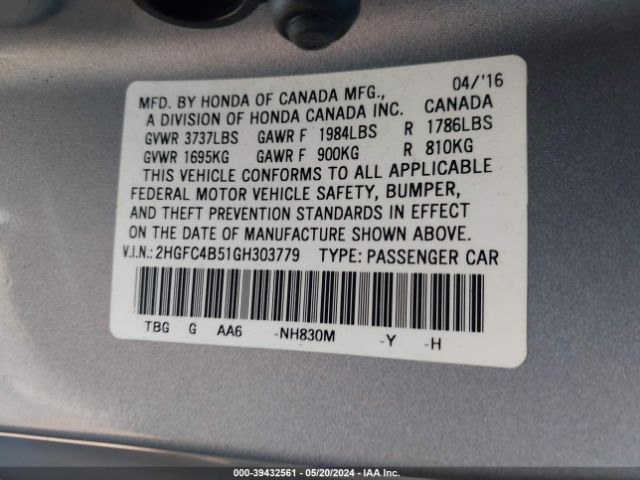 04/'16
MFD. BY HONDA OF CANADA MFG.,
A DIVISION OF HONDA CANADA INC. CANADA
GVWR 3737LBS GAWR F 1984LBS R 1786LBS
GVWR 1695KG GAWR F 900KG R 810KG
THIS VEHICLE CONFORMS TO ALL APPLICABLE
FEDERAL MOTOR VEHICLE SAFETY, BUMPER,
AND THEFT PREVENTION STANDARDS IN EFFECT
ON THE DATE OF MANUFACTURE SHOWN ABOVE.
V.I.N.: 2HGFC4B51GH303779 TYPE: PASSENGER CAR
TBG G AA6 -NH830M -Y -H
000-39432561 - 05/20/2024 - IAA Inc.